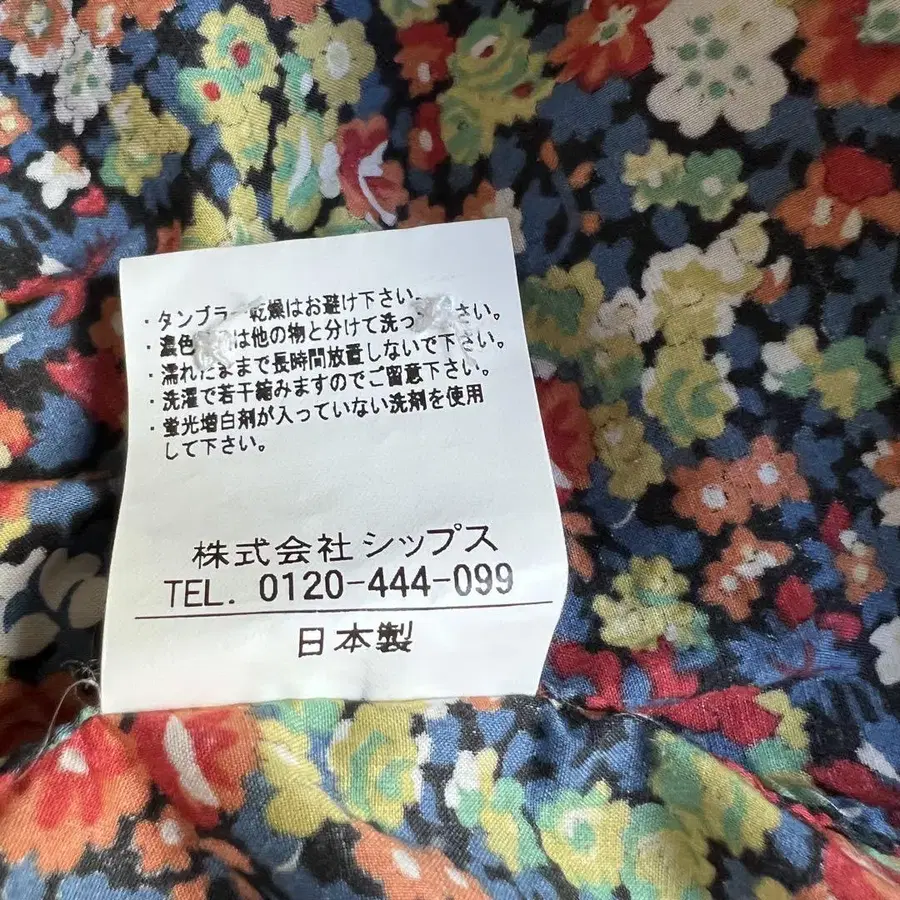 ・タンブラー乾燥はお避け下さい。
・濃色 は他の物と分けて洗っ さい。
・濡れたままで長時間放置しないで下さい。
・洗濯で若干縮みますのでご留意下さい。
・蛍光増白剤が入っていない洗剤を使用
して下さい。
株式会社 シップス
TEL. 0120-444-099
日本製